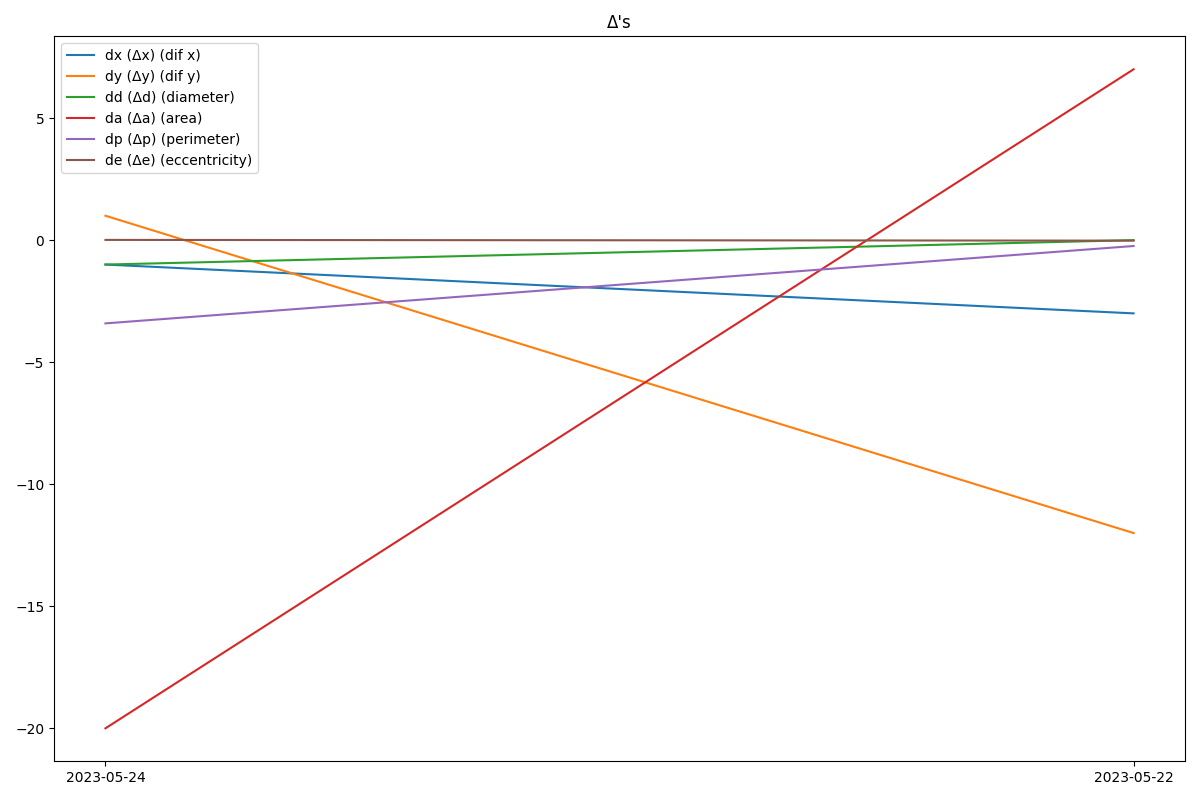 Δ's
dx (Δx) (dif x)
dy (Δy) (dif y)
dd (Δd) (diameter)
da (Δa) (area)
dp (Δp) (perimeter)
de (Δe) (eccentricity)
5
0
−5
−10
−15
−20
2023-05-24 2023-05-22